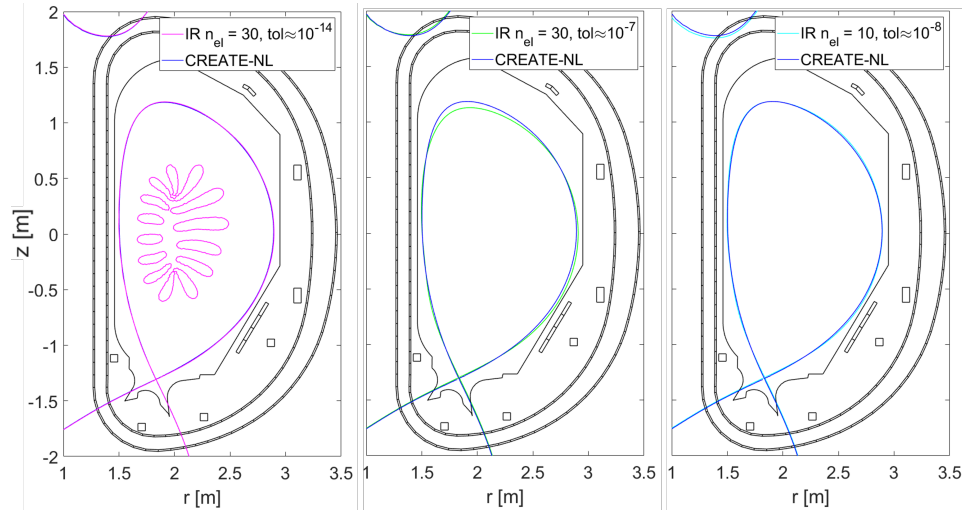 IR n_el = 30, tol≈10^-14
CREATE-NL
2
1.5
1
0.5
0
-0.5
-1
-1.5
-2
z [m]
1 1.5 2 2.5 3 3.5
r [m]
IR n_el = 30, tol≈10^-7
CREATE-NL
1 1.5 2 2.5 3 3.5
r [m]
IR n_el = 10, tol≈10^-8
CREATE-NL
1 1.5 2 2.5 3 3.5
r [m]